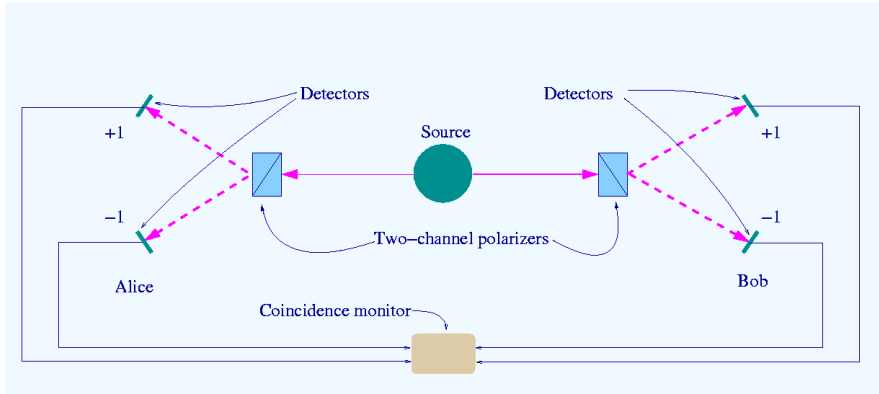 Detectors
Detectors
+1
Source
+1
−1
−1
Two−channel polarizers
Alice
Bob
Coincidence monitor